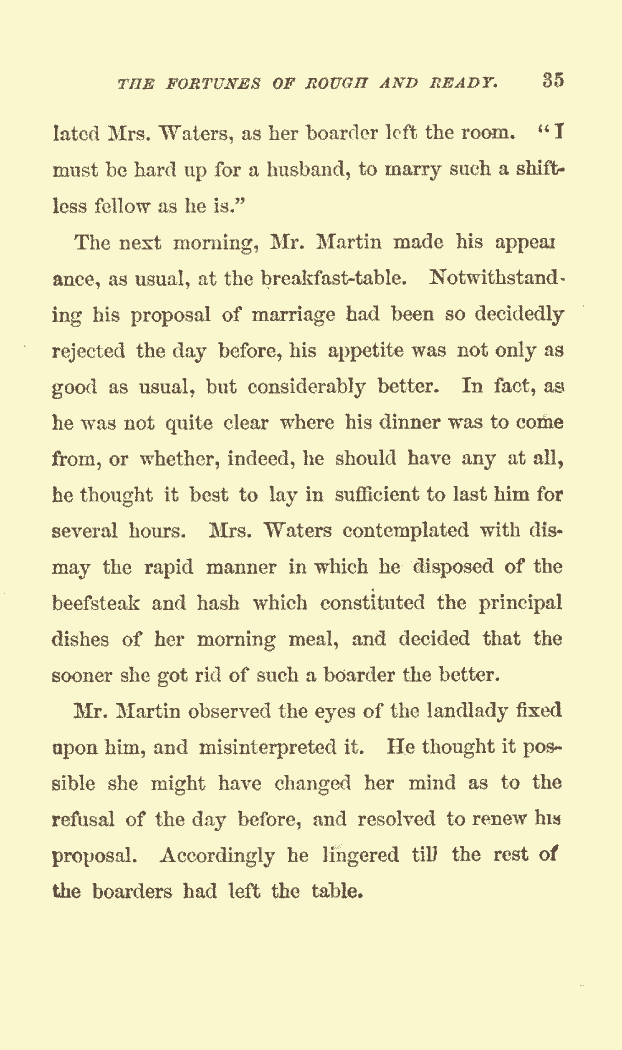 THE FORTUNES OF ROUGH AND READY. 35
lated Mrs. Waters, as her boarder left the room. “I
must be hard up for a husband, to marry such a shift-
less fellow as he is.”
The next morning, Mr. Martin made his appear
ance, as usual, at the breakfast-table. Notwithstand-
ing his proposal of marriage had been so decidedly
rejected the day before, his appetite was not only as
good as usual, but considerably better. In fact, as
he was not quite clear where his dinner was to come
from, or whether, indeed, he should have any at all,
he thought it best to lay in sufficient to last him for
several hours. Mrs. Waters contemplated with dis-
may the rapid manner in which he disposed of the
beefsteak and hash which constituted the principal
dishes of her morning meal, and decided that the
sooner she got rid of such a boarder the better.
Mr. Martin observed the eyes of the landlady fixed
upon him, and misinterpreted it. He thought it pos-
sible she might have changed her mind as to the
refusal of the day before, and resolved to renew his
proposal. Accordingly he lingered till the rest of
the boarders had left the table.